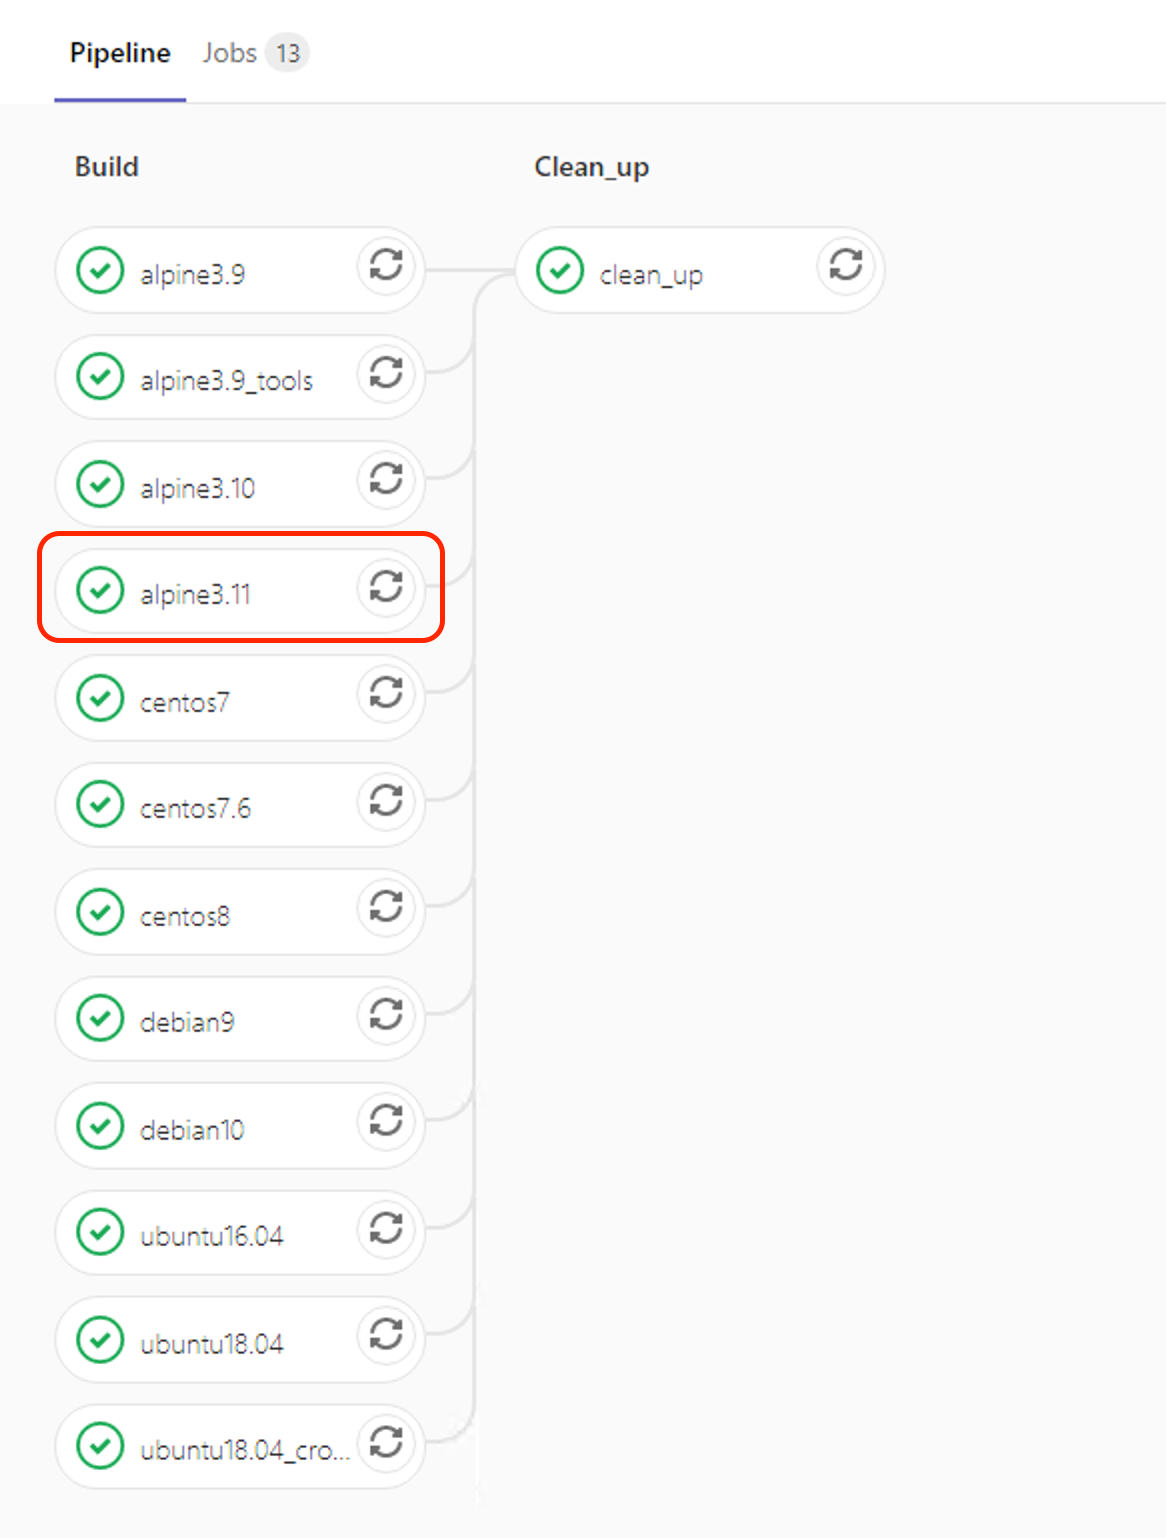 Pipeline Jobs 13
Build Clean_up
alpine3.9 clean_up
alpine3.9_tools
alpine3.10
alpine3.11
centos7
centos7.6
centos8
debian9
debian10
ubuntu16.04
ubuntu18.04
ubuntu18.04_cro...